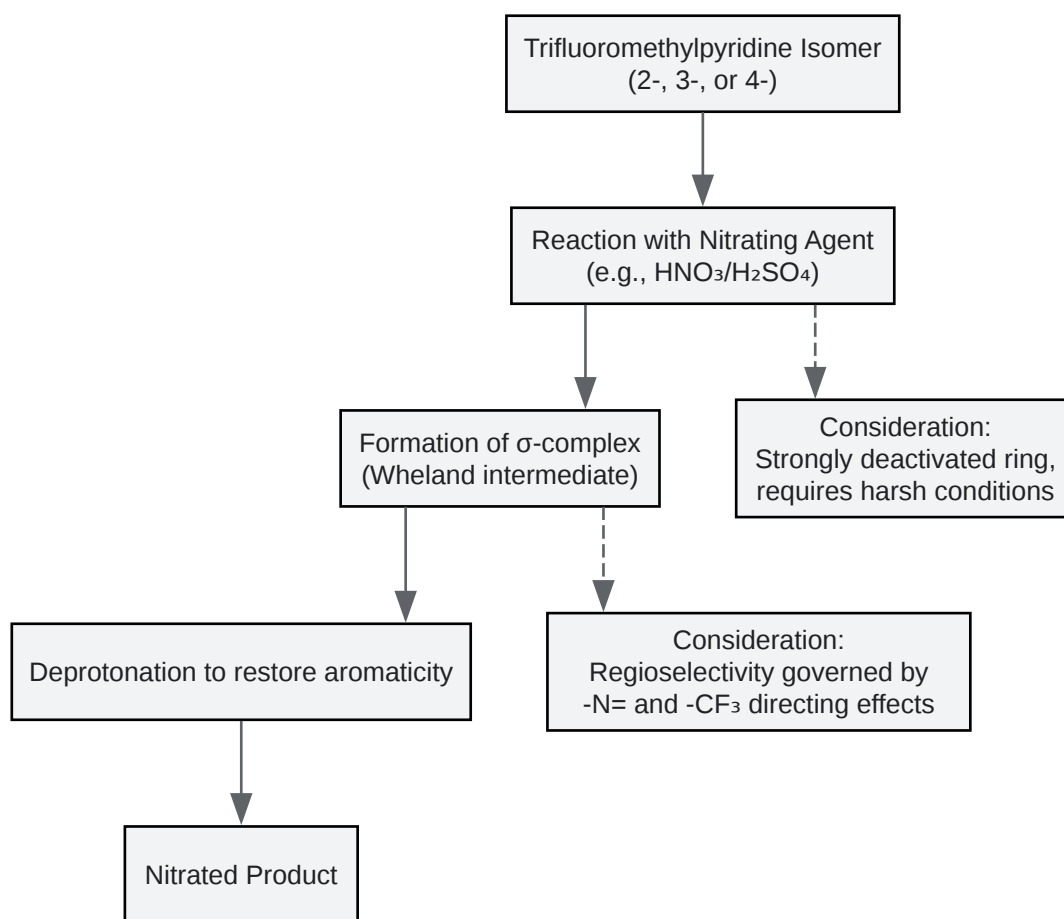 Trifluoromethylpyridine Isomer
(2-, 3-, or 4-)
Reaction with Nitrating Agent
(e.g., HNO₃/H₂SO₄)
Formation of σ-complex
(Wheland intermediate)
Consideration:
Strongly deactivated ring,
requires harsh conditions
Deprotonation to restore aromaticity
Consideration:
Regioselectivity governed by
-N= and -CF₃ directing effects
Nitrated Product